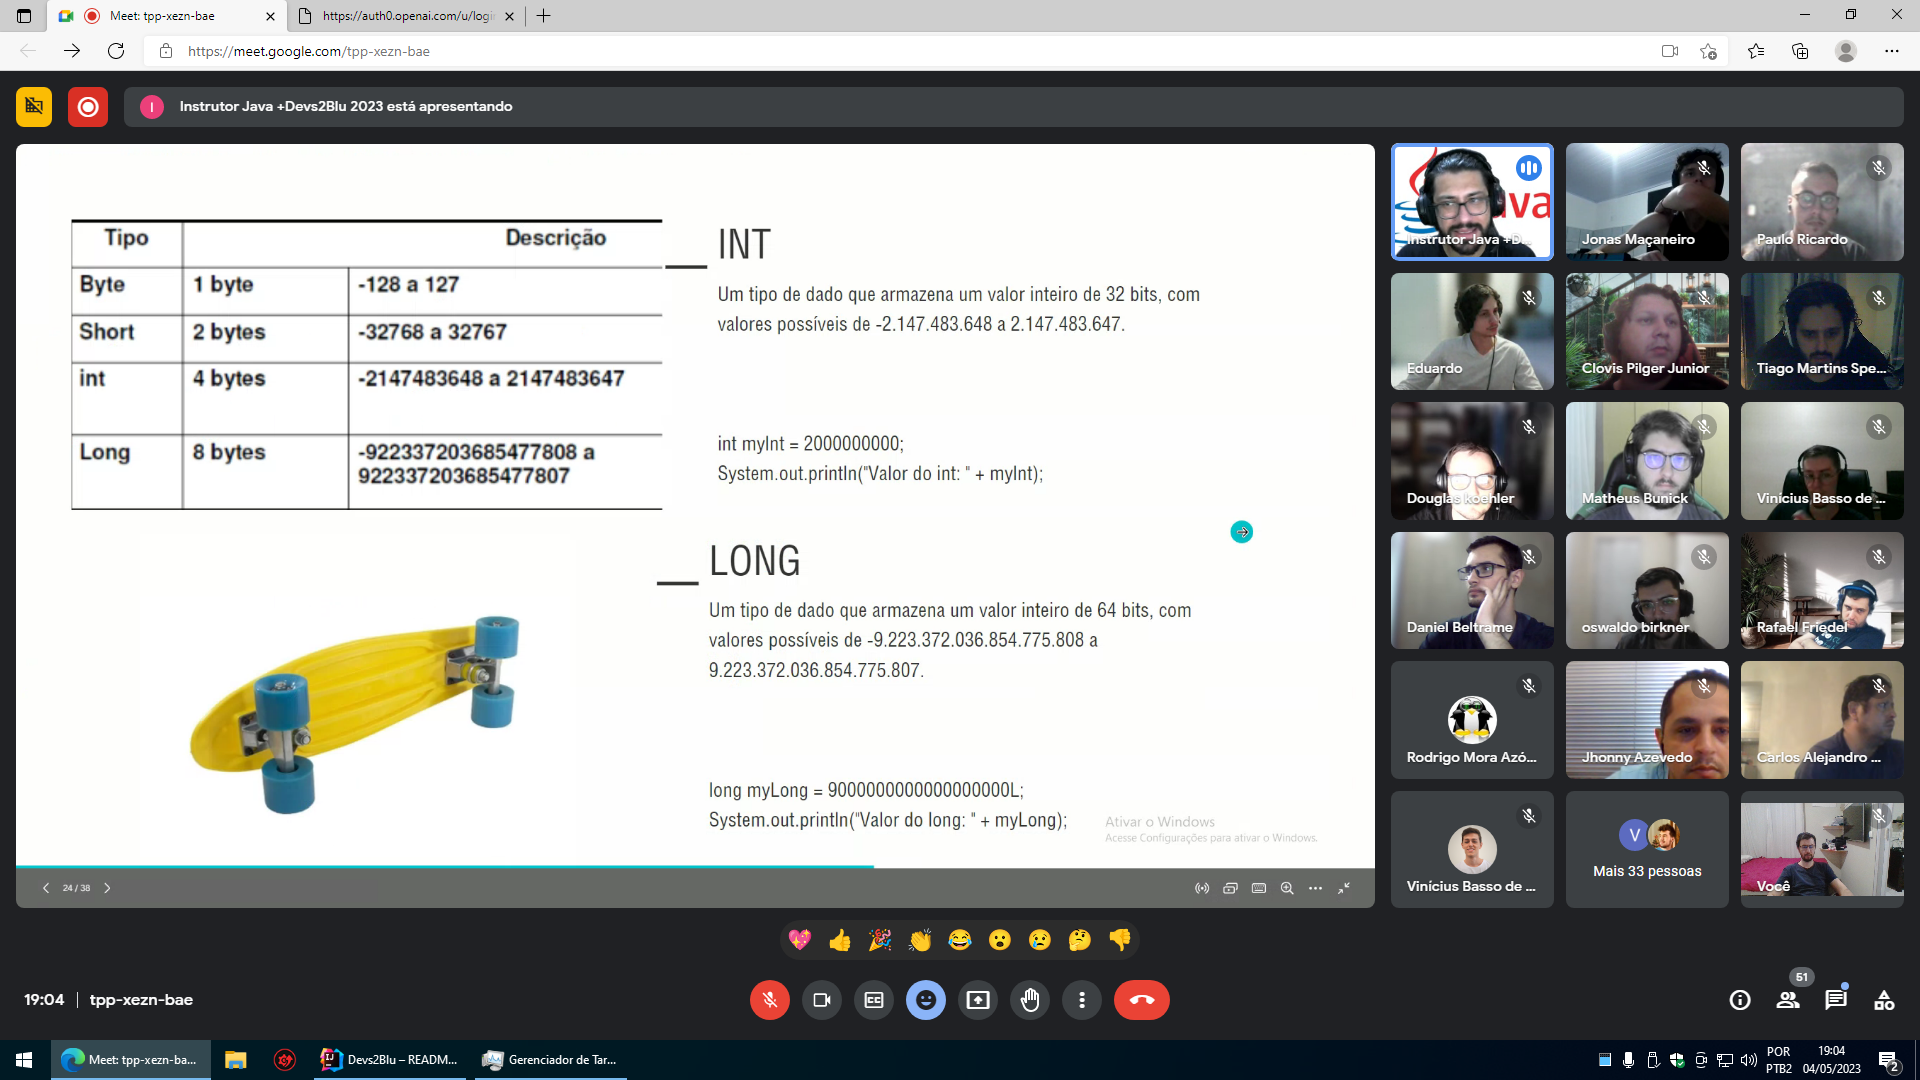 Meet: tpp-xezn-bae
https://auth0.openai.com/u/logi
https://meet.google.com/tpp-xezn-bae
I
Instrutor Java +Devs2Blu 2023 está apresentando
Tipo
Descrição
Byte
1 byte
-128 a 127
Short
2 bytes
-32768 a 32767
int
4 bytes
-2147483648 a 2147483647
Long
8 bytes
-922337203685477808 a
922337203685477807
INT
Um tipo de dado que armazena um valor inteiro de 32 bits, com
valores possíveis de -2.147.483.648 a 2.147.483.647.
int myInt = 2000000000;
System.out.println("Valor do int: " + myInt);
LONG
Um tipo de dado que armazena um valor inteiro de 64 bits, com
valores possíveis de -9.223.372.036.854.775.808 a
9.223.372.036.854.775.807.
long myLong = 9000000000000000000L;
System.out.println("Valor do long: " + myLong);
Ativar o Windows
Acesse Configurações para ativar o Windows.
24 / 38
Instrutor Java +D...
Jonas Maçaneiro
Paulo Ricardo
Eduardo
Clovis Pilger Junior
Tiago Martins Spe...
Douglas koehler
Matheus Bunick
Vinícius Basso de ...
Daniel Beltrame
oswaldo birkner
Rafael Friedel
Rodrigo Mora Azó...
Jhonny Azevedo
Carlos Alejandro ...
Vinícius Basso de ...
V
Mais 33 pessoas
Você
19:04
tpp-xezn-bae
51
Meet: tpp-xezn-ba...
Devs2Blu – READM...
Gerenciador de Tar...
POR
PTB2
19:04
04/05/2023
2